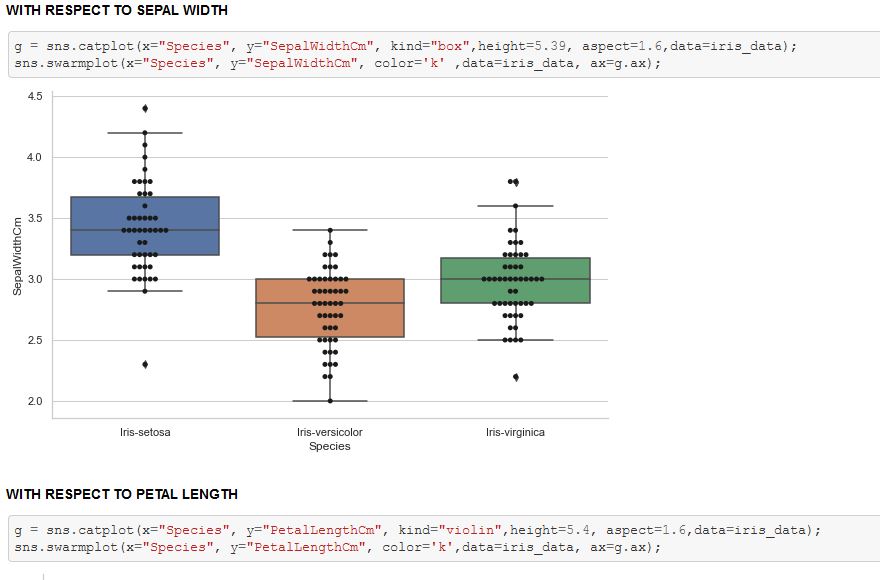 WITH RESPECT TO SEPAL WIDTH
g = sns.catplot(x="Species", y="SepalWidthCm", kind="box",height=5.39, aspect=1.6,data=iris_data);
sns.swarmplot(x="Species", y="SepalWidthCm", color='k' ,data=iris_data, ax=g.ax);
4.5
4.0
3.5
3.0
2.5
2.0
SepalWidthCm
Iris-setosa Iris-versicolor Iris-virginica
Species
WITH RESPECT TO PETAL LENGTH
g = sns.catplot(x="Species", y="PetalLengthCm", kind="violin",height=5.4, aspect=1.6,data=iris_data);
sns.swarmplot(x="Species", y="PetalLengthCm", color='k',data=iris_data, ax=g.ax);